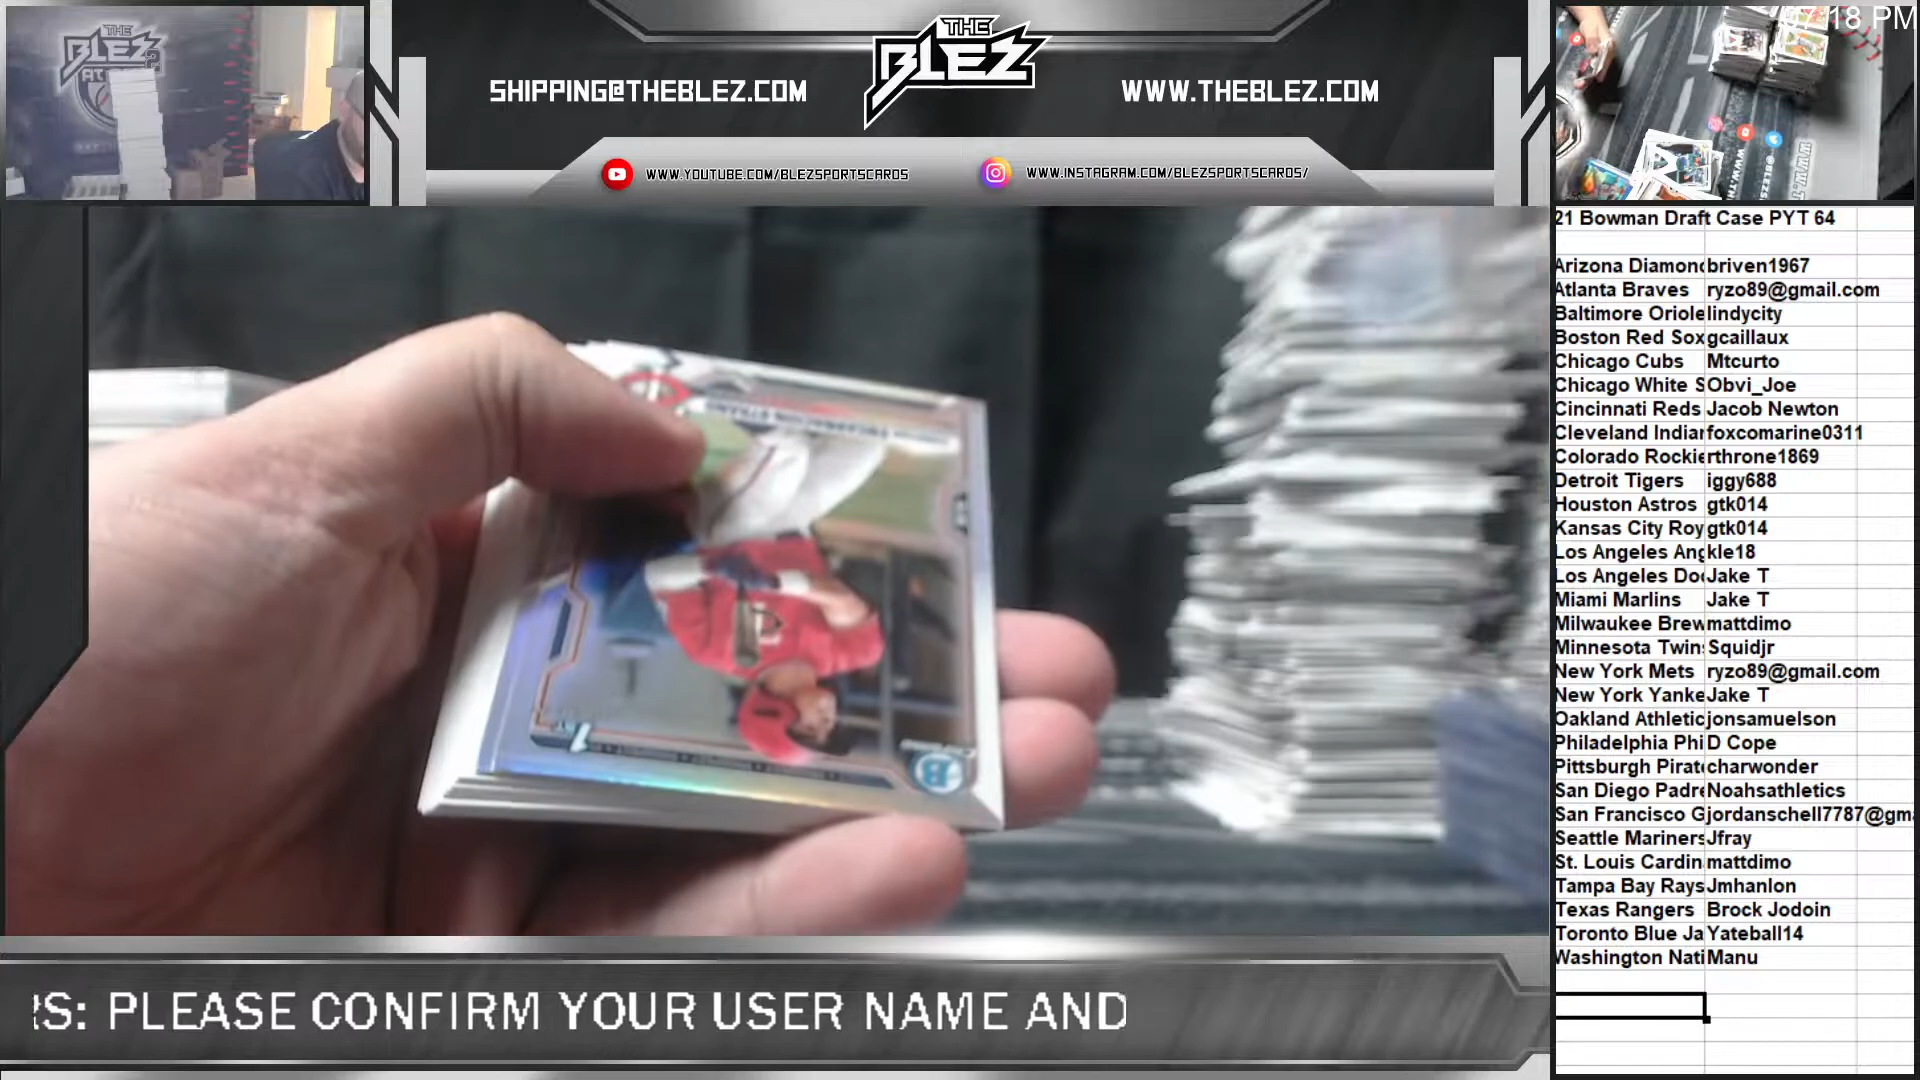 THE
BLEZ
SHIPPING@THEBLEZ.COM
WWW.THEBLEZ.COM
WWW.YOUTUBE.COM/BLEZSPORTSCARDS
WWW.INSTAGRAM.COM/BLEZSPORTSCARDS/
THE
BLEZ
:18 PM
21 Bowman Draft Case PYT 64
Arizona Diamond briven1967
Atlanta Braves ryzo89@gmail.com
Baltimore Oriole lindycity
Boston Red Sox gcaillaux
Chicago Cubs Mtcurto
Chicago White S Obvi_Joe
Cincinnati Reds Jacob Newton
Cleveland Indian foxcomarine0311
Colorado Rockie rthrone1869
Detroit Tigers iggy688
Houston Astros gtk014
Kansas City Roy gtk014
Los Angeles Ang kle18
Los Angeles Do Jake T
Miami Marlins Jake T
Milwaukee Brew mattdimo
Minnesota Twin Squidjr
New York Mets ryzo89@gmail.com
New York Yanke Jake T
Oakland Athletic jonsamuelson
Philadelphia Phi D Cope
Pittsburgh Pirat charwonder
San Diego Padre Noahsathletics
San Francisco G jordanschell7787@gm
Seattle Mariners Jfray
St. Louis Cardin mattdimo
Tampa Bay Rays Jmhanlon
Texas Rangers Brock Jodoin
Toronto Blue Ja Yateball14
Washington Nati Manu
S: PLEASE CONFIRM YOUR USER NAME AND